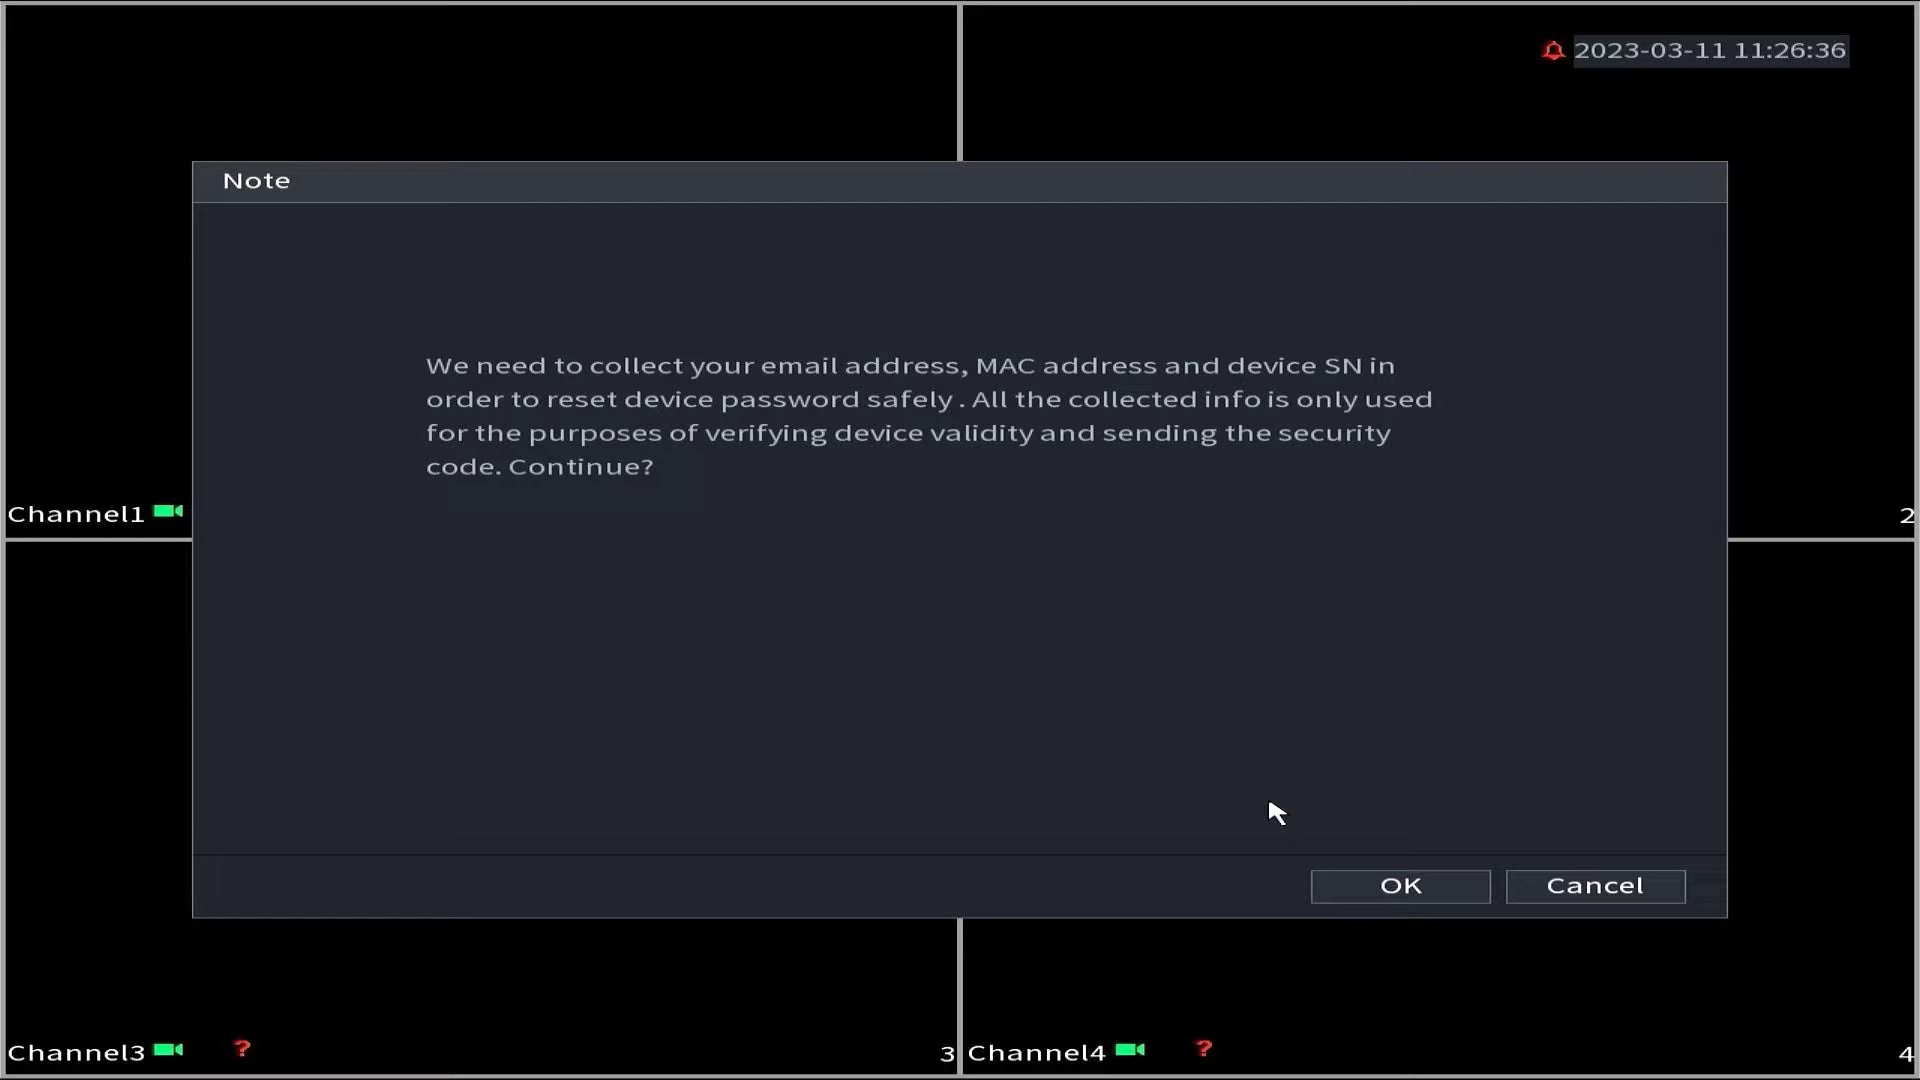 2023-03-11 11:26:36
Note
We need to collect your email address, MAC address and device SN in
order to reset device password safely . All the collected info is only used
for the purposes of verifying device validity and sending the security
code. Continue?
Channel1
2
OK
Cancel
Channel3 ?
3
Channel4 ?
4